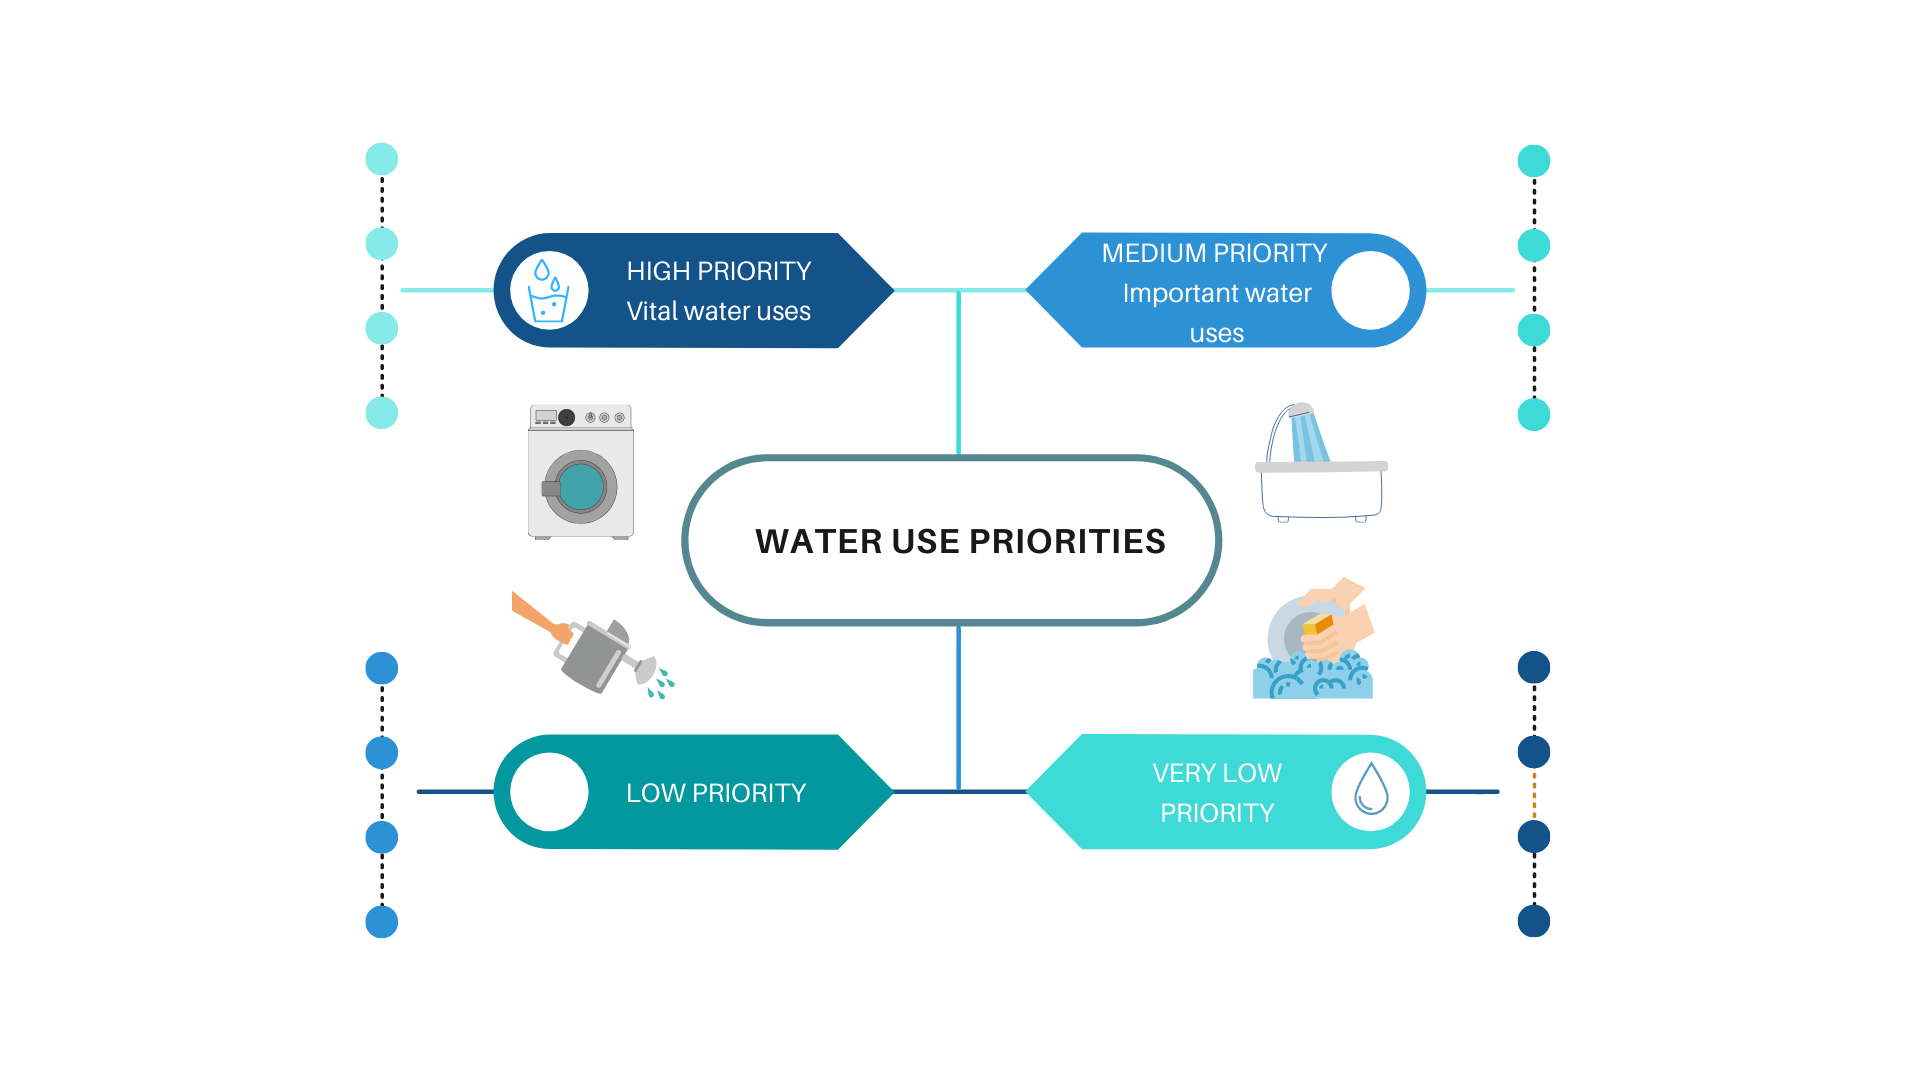 HIGH PRIORITY
Vital water uses
MEDIUM PRIORITY
Important water
uses
WATER USE PRIORITIES
LOW PRIORITY
VERY LOW
PRIORITY